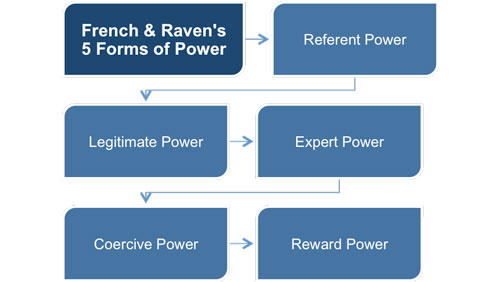 French & Raven's
5 Forms of Power
Referent Power
Legitimate Power
Expert Power
Coercive Power
Reward Power